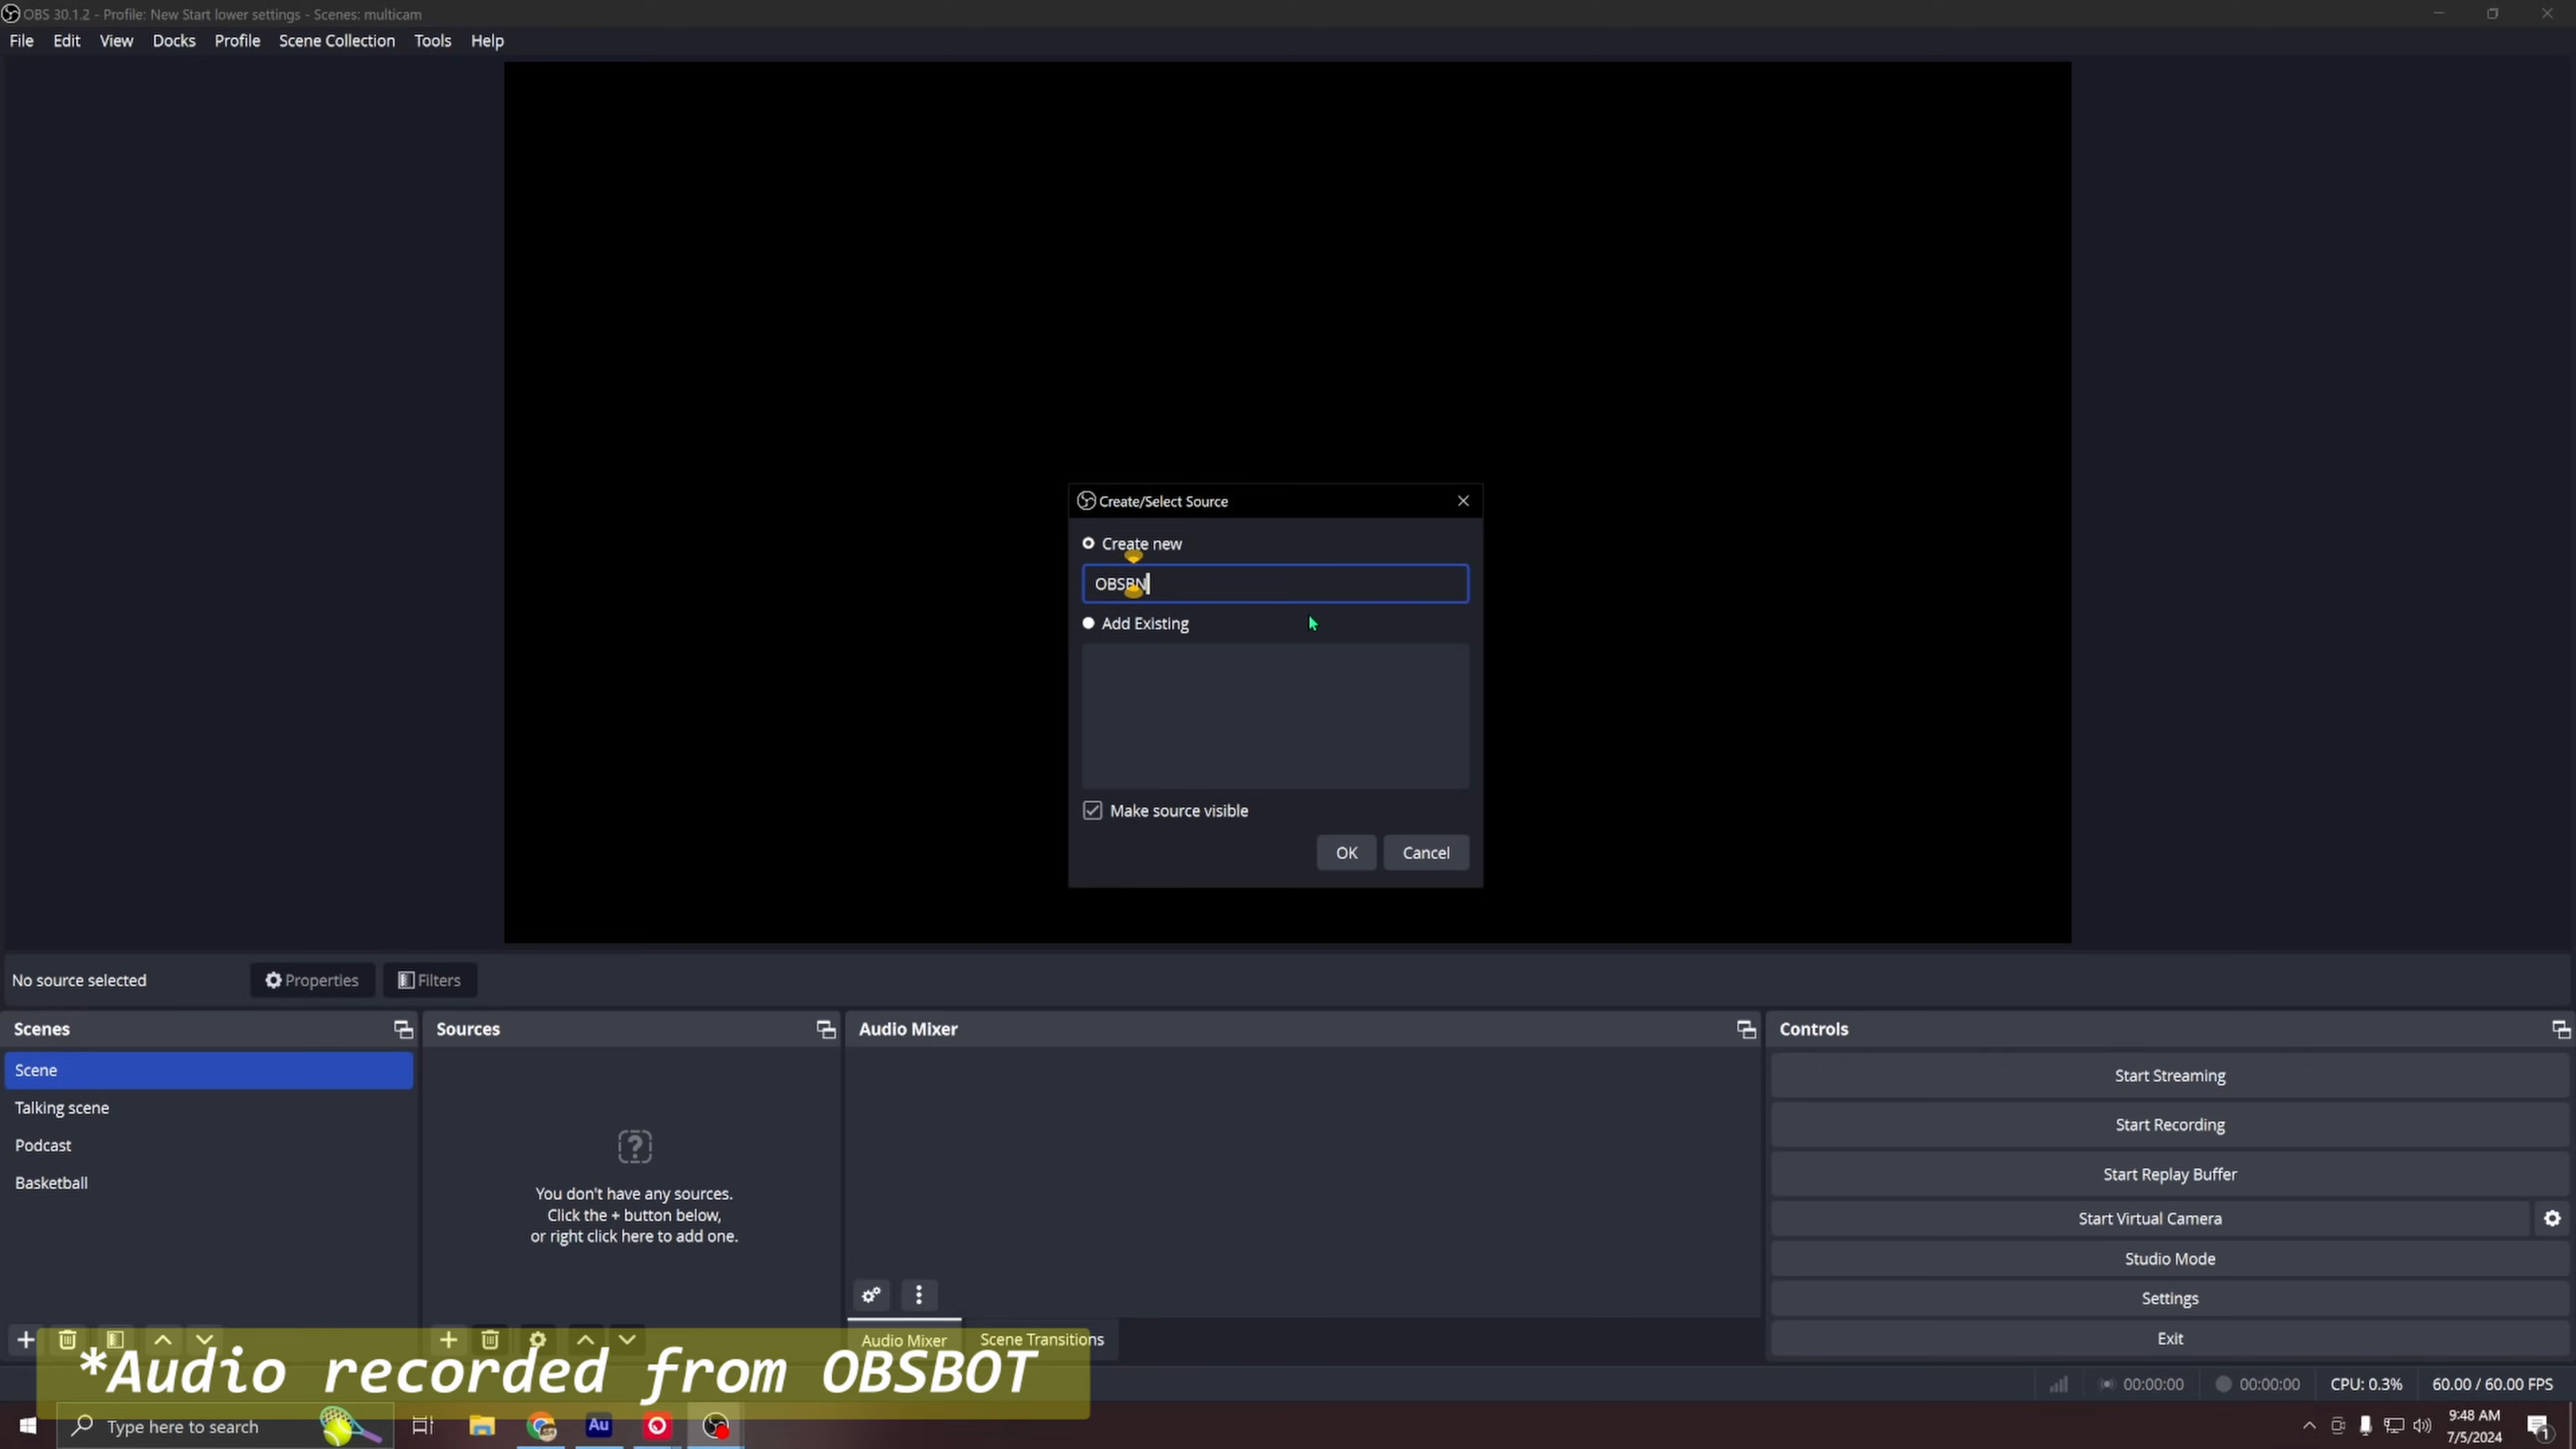 OBS 30.1.2 - Profile: New Start lower settings - Scenes: multicam
File Edit View Docks Profile Scene Collection Tools Help
Create/Select Source
Create new
OBSBN
Add Existing
Make source visible
OK Cancel
No source selected Properties Filters
Scenes
Scene
Talking scene
Podcast
Basketball
Sources
You don't have any sources.
Click the + button below,
or right click here to add one.
Audio Mixer
Audio Mixer Scene Transitions
Controls
Start Streaming
Start Recording
Start Replay Buffer
Start Virtual Camera
Studio Mode
Settings
Exit
*Audio recorded from OBSBOT
00:00:00 00:00:00 CPU: 0.3% 60.00 / 60.00 FPS
Type here to search
Au
9:48 AM
7/5/2024
1